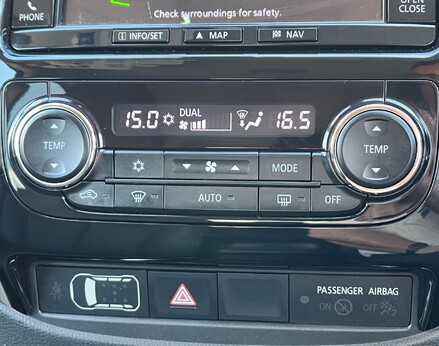 Check surroundings for safety.
PHONE
OPEN
CLOSE
INFO/SET
MAP
NAV
15.0
DUAL
16.5
TEMP
TEMP
MODE
AUTO
OFF
PASSENGER AIRBAG
ON
OFF